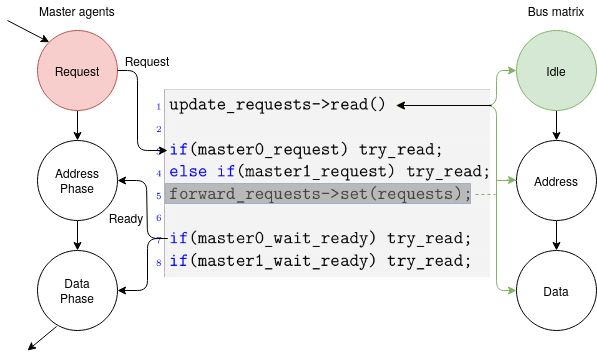 Master agents
Bus matrix
Request
Request
Idle
1 update_requests->read()
2
if(master0_request) try_read;
4 else if(master1_request) try_read;
5 forward_requests->set(requests);
6
7 if(master0_wait_ready) try_read;
8 if(master1_wait_ready) try_read;
Address
Phase
Address
Ready
Data
Phase
Data